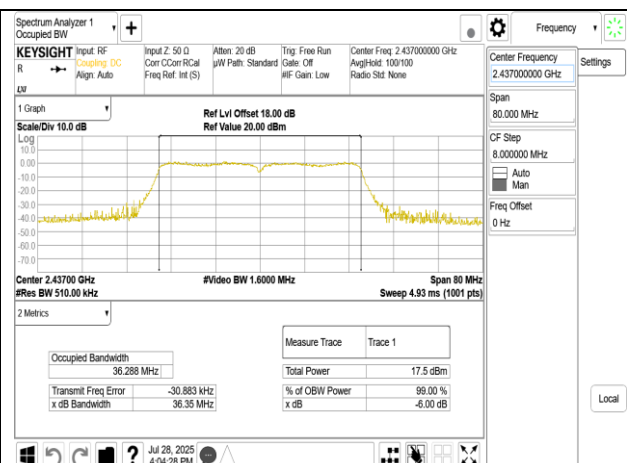 Spectrum Analyzer 1
Occupied BW
Frequency
KEYSIGHT
R
LXI
Input: RF
Coupling: DC
Align: Auto
Input Z: 50 Ω
Corr CCorr RCal
Freq Ref: Int (S)
Atten: 20 dB
µW Path: Standard
Trig: Free Run
Gate: Off
#IF Gain: Low
Center Freq: 2.437000000 GHz
Avg|Hold: 100/100
Radio Std: None
Center Frequency
2.437000000 GHz
Settings
Span
80.000 MHz
CF Step
8.000000 MHz
Auto
Man
Freq Offset
0 Hz
Local
1 Graph
Scale/Div 10.0 dB
Ref Lvl Offset 18.00 dB
Ref Value 20.00 dBm
Log
10.0
0.00
-10.0
-20.0
-30.0
-40.0
-50.0
-60.0
-70.0
Center 2.43700 GHz
#Res BW 510.00 kHz
#Video BW 1.6000 MHz
Span 80 MHz
Sweep 4.93 ms (1001 pts)
2 Metrics
Measure Trace Trace 1
Occupied Bandwidth
36.288 MHz
Total Power 17.5 dBm
Transmit Freq Error -30.883 kHz
% of OBW Power 99.00 %
x dB Bandwidth 36.35 MHz
x dB -6.00 dB
?
Jul 28, 2025
4:04:28 PM